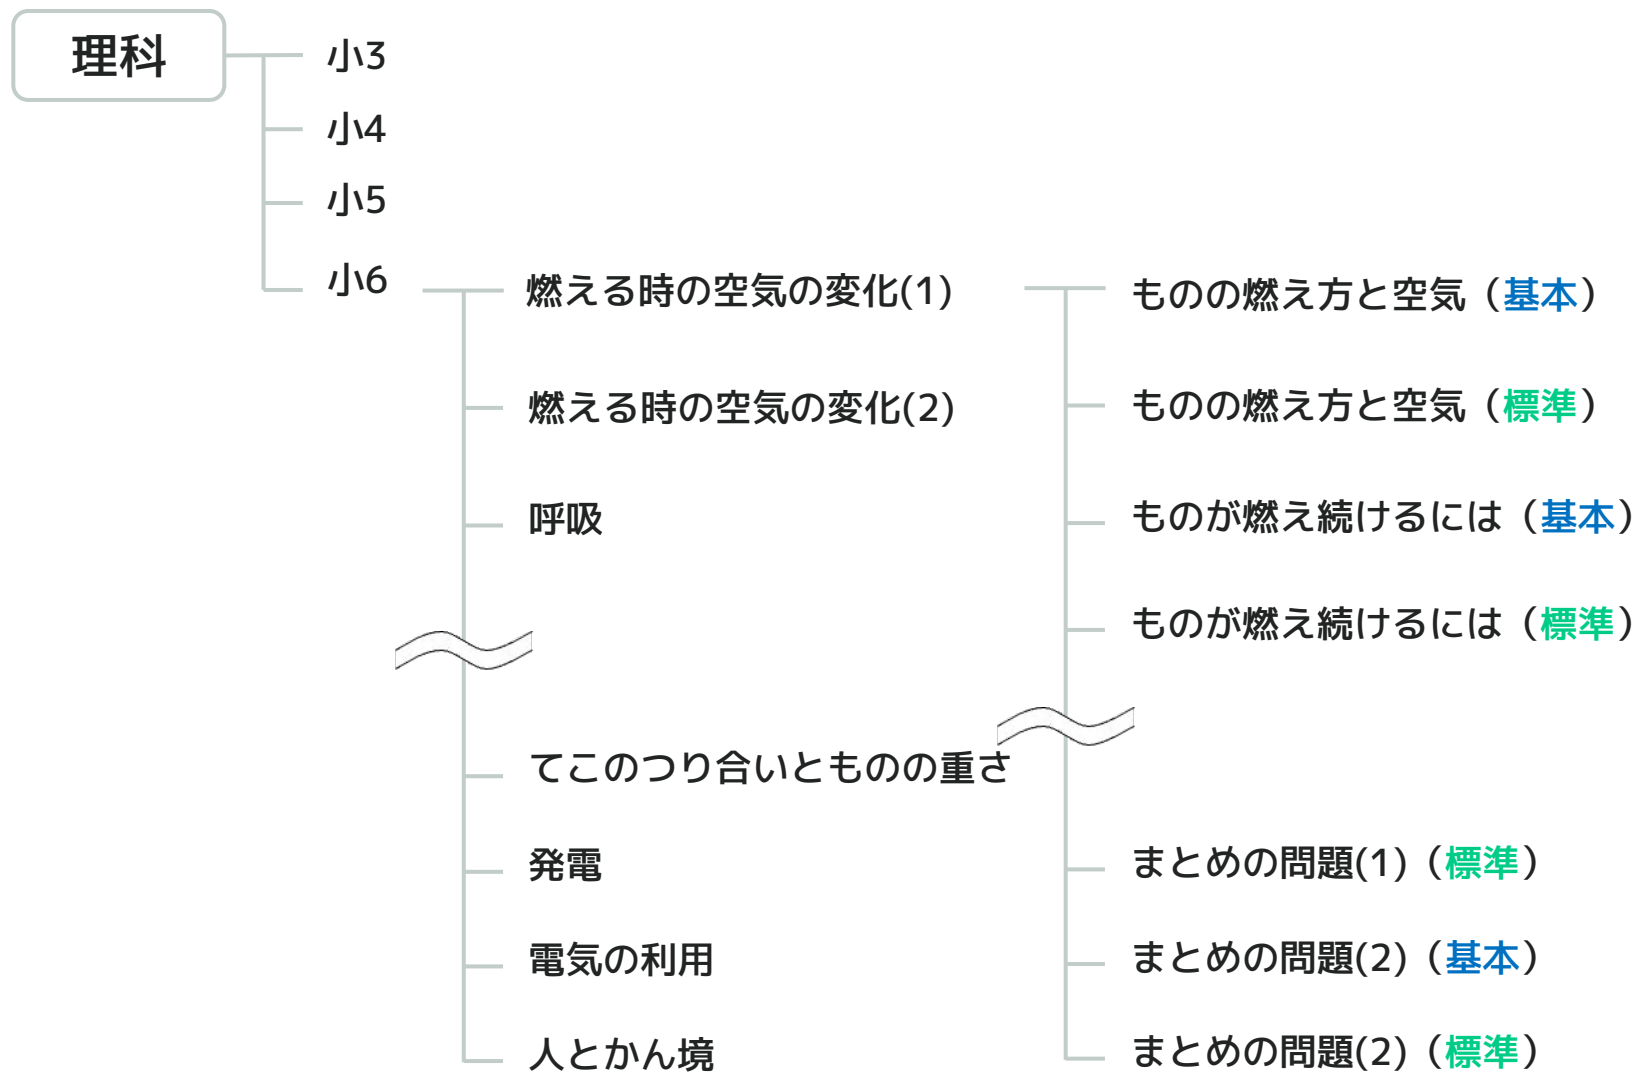 理科
小3
小4
小5
小6
燃える時の空気の変化(1)
燃える時の空気の変化(2)
呼吸
てこのつり合いとものの重さ
発電
電気の利用
人とかん境
ものの燃え方と空気（基本）
ものの燃え方と空気（標準）
ものが燃え続けるには（基本）
ものが燃え続けるには（標準）
まとめの問題(1)（標準）
まとめの問題(2)（基本）
まとめの問題(2)（標準）